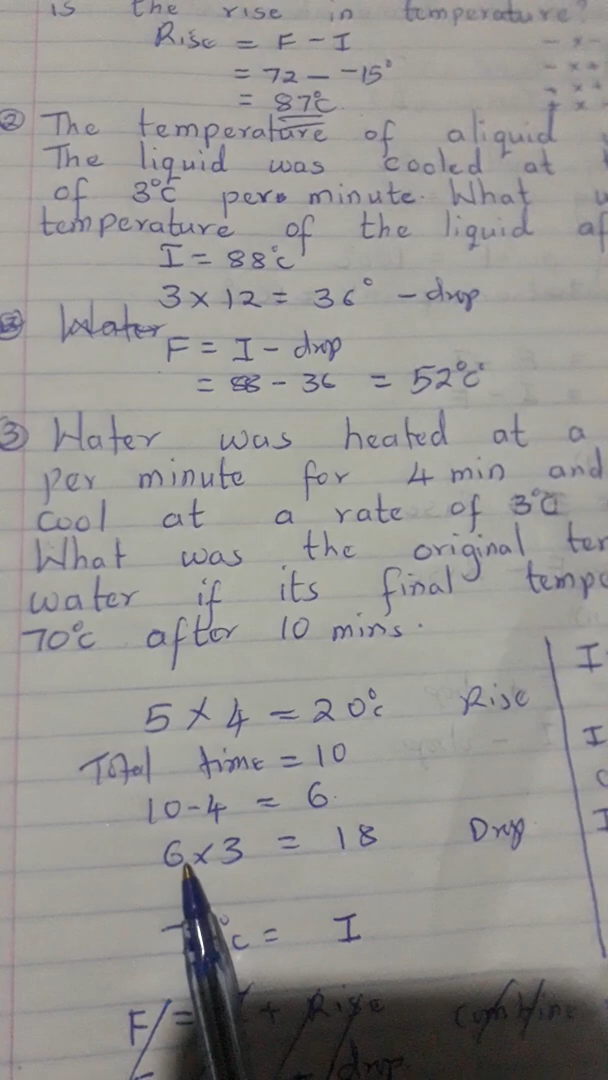 is the rise in temperature?
Rise = F - I
= 72 - -15°
= 87°C
② The temperature of a liquid
The liquid was cooled at
of 3°C per minute. What
temperature of the liquid af
I = 88°C
3 x 12 = 36° - drop
Water
F = I - drop
= 88 - 36 = 52°C
③ Water was heated at a
per minute for 4 min and
cool at a rate of 3°C
What was the original tem
water if its final tempe
70°C after 10 mins.
5 x 4 = 20°C Rise
Total time = 10
10 - 4 = 6.
6 x 3 = 18 Drop
°C = I
F = + Rise combine
drop
I
I
C
I